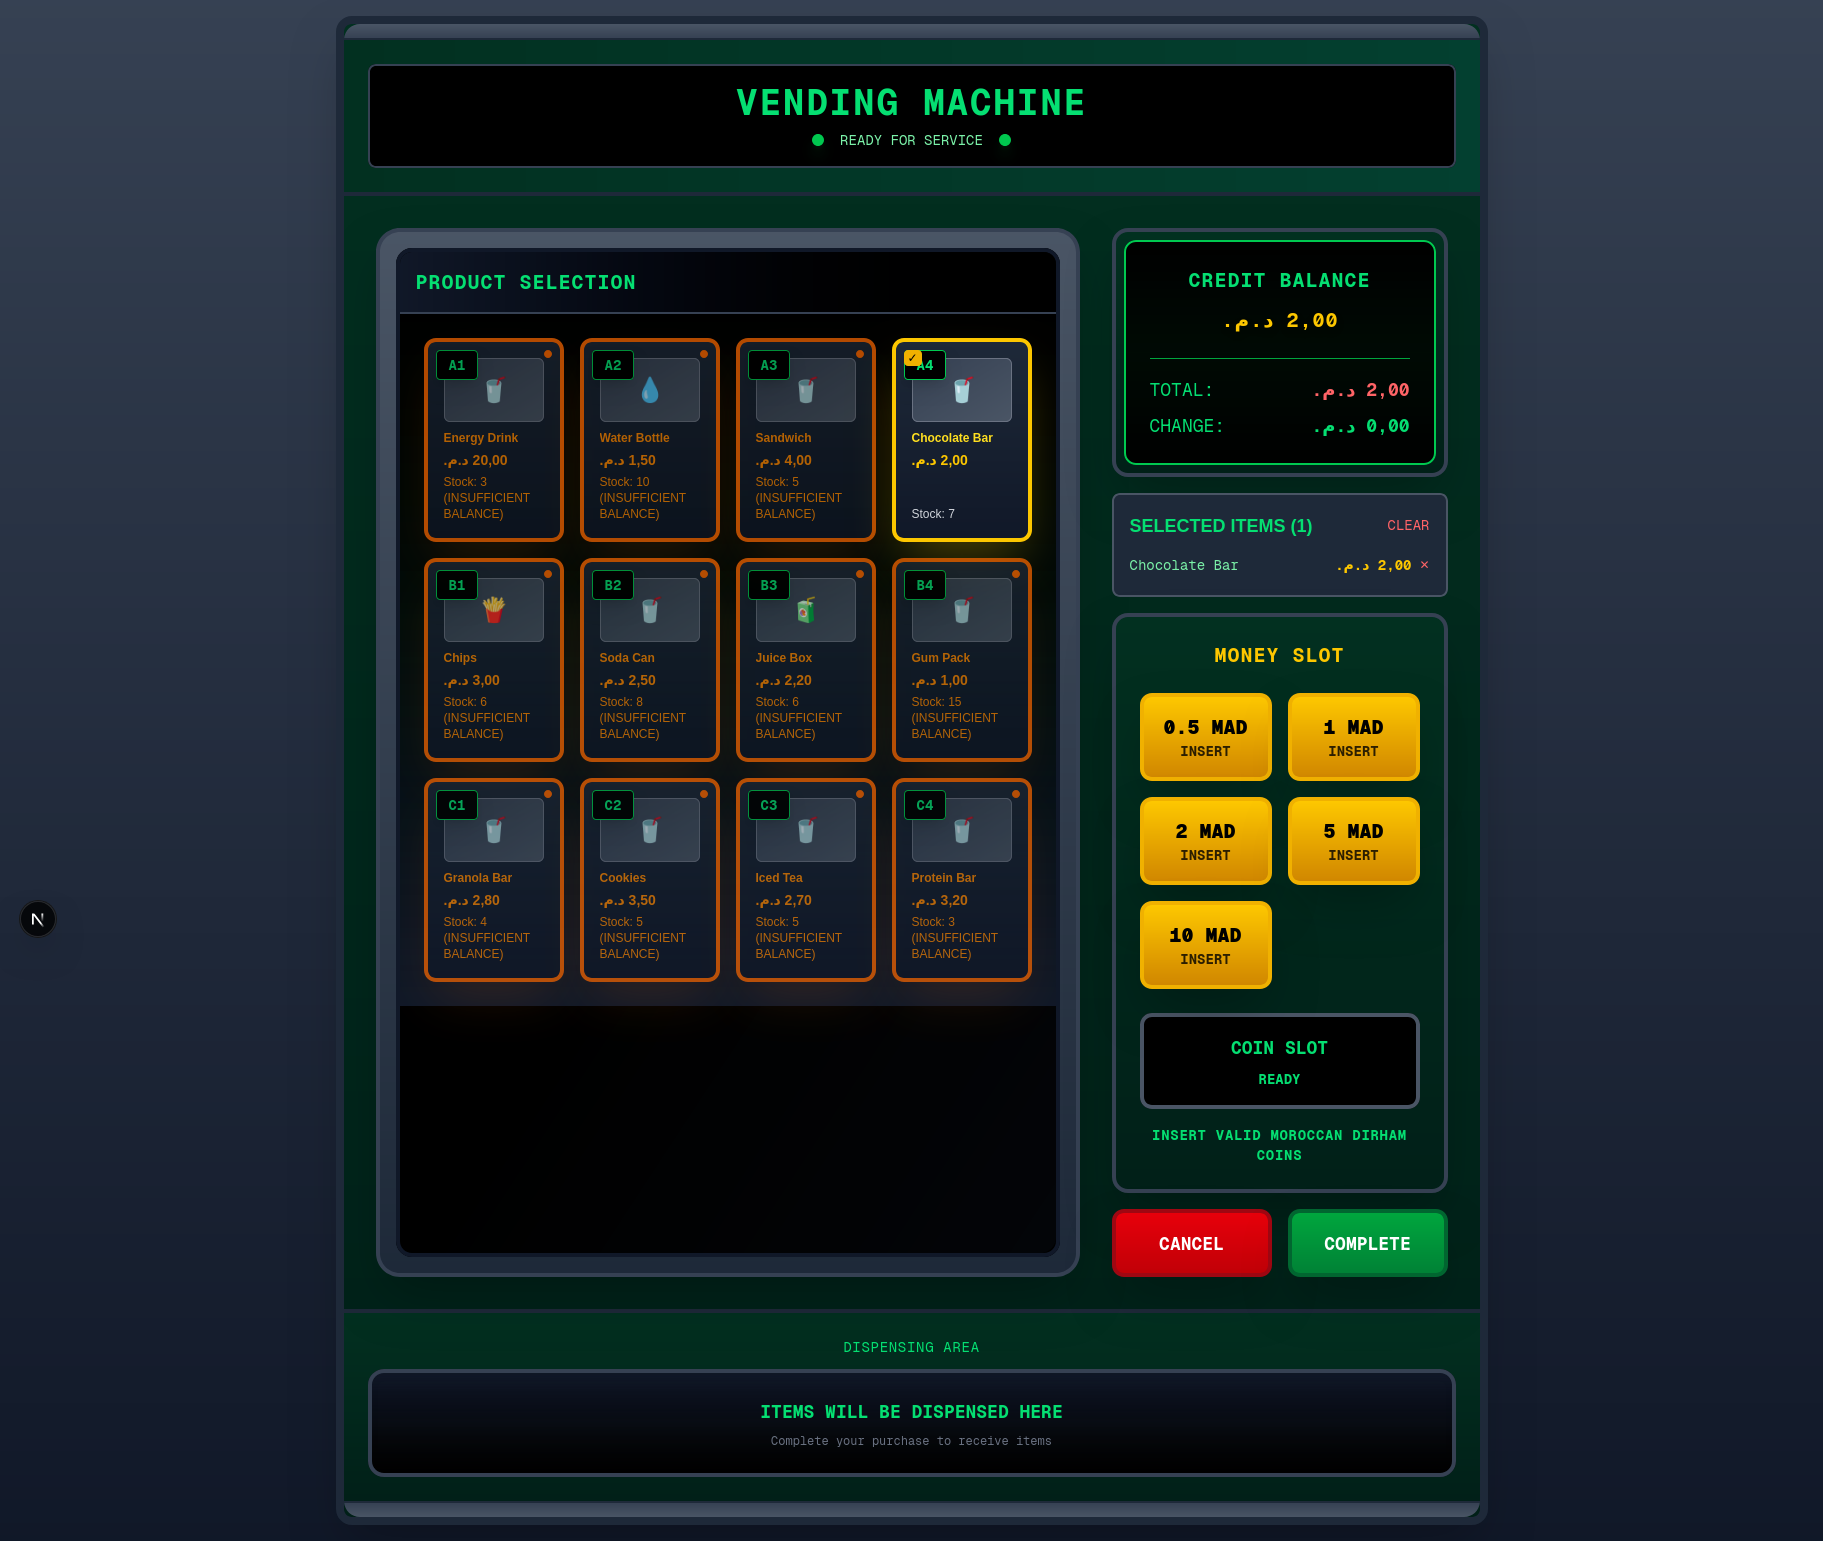 VENDING MACHINE
READY FOR SERVICE
PRODUCT SELECTION
A1
Energy Drink
د.م.‏ 20,00
Stock: 3
(INSUFFICIENT
BALANCE)
A2
Water Bottle
د.م.‏ 1,50
Stock: 10
(INSUFFICIENT
BALANCE)
A3
Sandwich
د.م.‏ 4,00
Stock: 5
(INSUFFICIENT
BALANCE)
✓
A4
Chocolate Bar
د.م.‏ 2,00
Stock: 7
B1
Chips
د.م.‏ 3,00
Stock: 6
(INSUFFICIENT
BALANCE)
B2
Soda Can
د.م.‏ 2,50
Stock: 8
(INSUFFICIENT
BALANCE)
B3
Juice Box
د.م.‏ 2,20
Stock: 6
(INSUFFICIENT
BALANCE)
B4
Gum Pack
د.م.‏ 1,00
Stock: 15
(INSUFFICIENT
BALANCE)
C1
Granola Bar
د.م.‏ 2,80
Stock: 4
(INSUFFICIENT
BALANCE)
C2
Cookies
د.م.‏ 3,50
Stock: 5
(INSUFFICIENT
BALANCE)
C3
Iced Tea
د.م.‏ 2,70
Stock: 5
(INSUFFICIENT
BALANCE)
C4
Protein Bar
د.م.‏ 3,20
Stock: 3
(INSUFFICIENT
BALANCE)
CREDIT BALANCE
د.م.‏ 2,00
TOTAL: د.م.‏ 2,00
CHANGE: د.م.‏ 0,00
SELECTED ITEMS (1) CLEAR
Chocolate Bar د.م.‏ 2,00 ×
MONEY SLOT
0.5 MAD
INSERT
1 MAD
INSERT
2 MAD
INSERT
5 MAD
INSERT
10 MAD
INSERT
COIN SLOT
READY
INSERT VALID MOROCCAN DIRHAM
COINS
CANCEL
COMPLETE
DISPENSING AREA
ITEMS WILL BE DISPENSED HERE
Complete your purchase to receive items
N